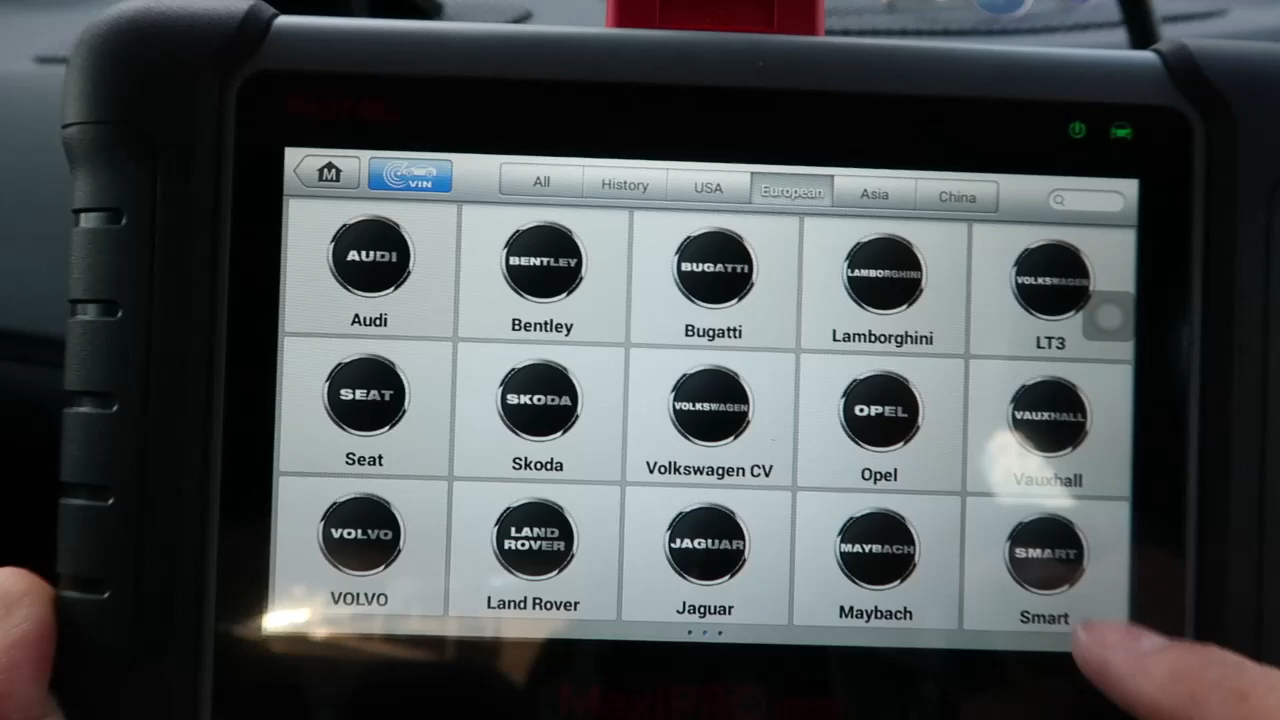 M VIN All History USA European Asia China
AUDI BENTLEY BUGATTI LAMBORGHINI VOLKSWAGEN
Audi Bentley Bugatti Lamborghini LT3
SEAT SKODA VOLKSWAGEN OPEL VAUXHALL
Seat Skoda Volkswagen CV Opel Vauxhall
VOLVO LAND ROVER JAGUAR MAYBACH SMART
VOLVO Land Rover Jaguar Maybach Smart